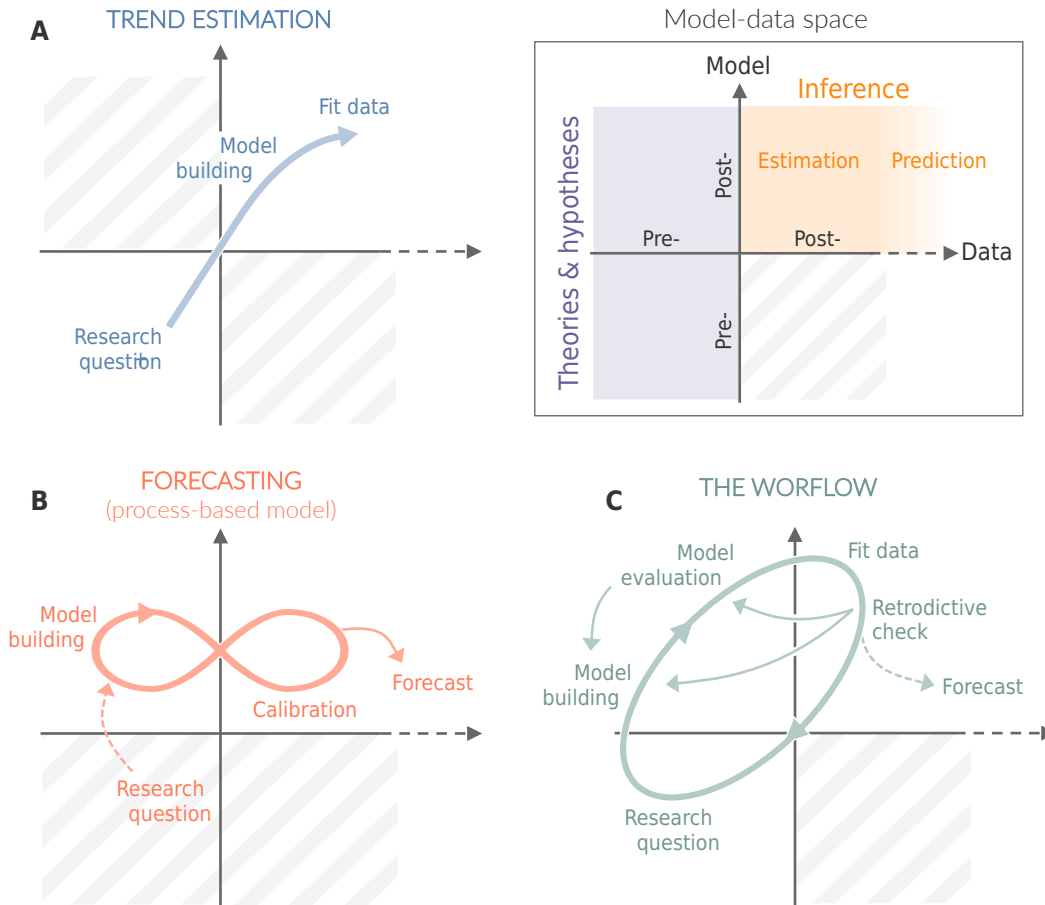 A
TREND ESTIMATION
Fit data
Model
building
Research
question
Model-data space
Model
Inference
Estimation
Prediction
Theories & hypotheses
Post-
Pre-
Post-
Data
Pre-
B
FORECASTING
(process-based model)
Model
building
Forecast
Calibration
Research
question
C
THE WORFLOW
Model
evaluation
Fit data
Retrodictive
check
Model
building
Forecast
Research
question